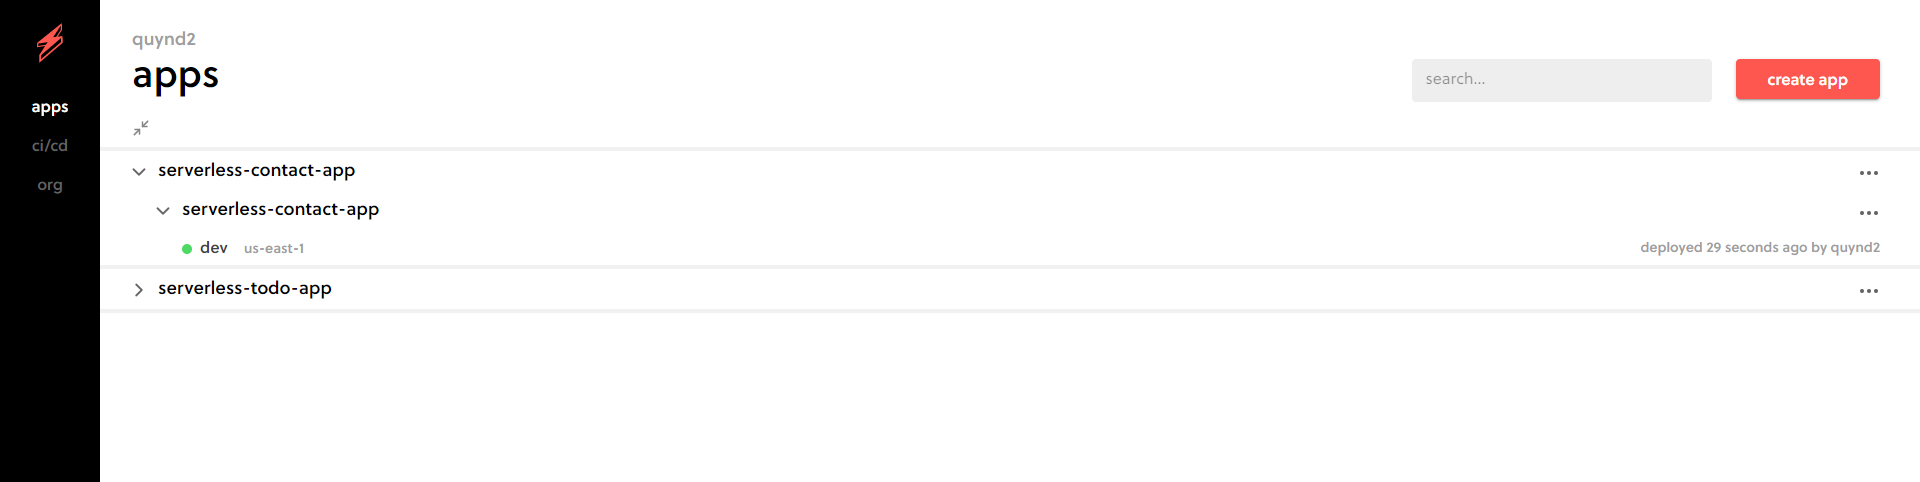 quynd2
apps
search...
create app
apps
ci/cd
org
serverless-contact-app
serverless-contact-app
dev us-east-1
deployed 29 seconds ago by quynd2
serverless-todo-app